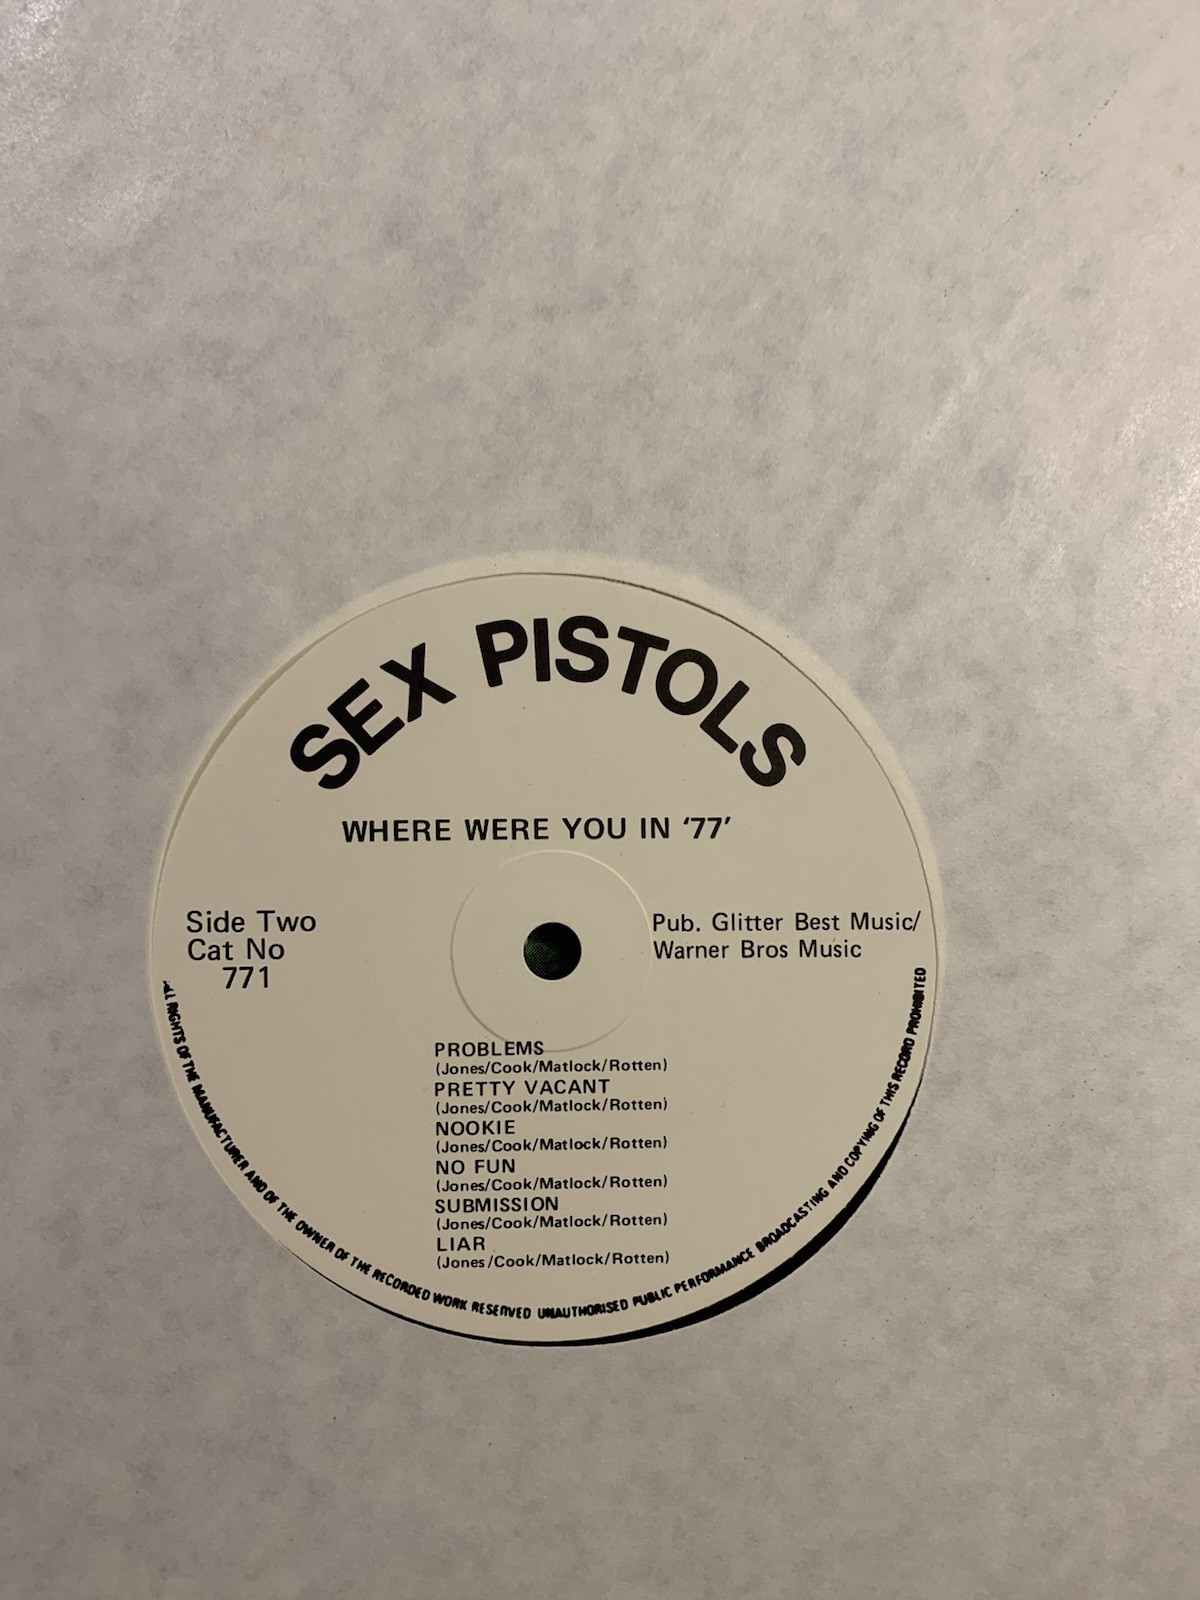 SEX PISTOLS
WHERE WERE YOU IN ‘77’
Side Two
Cat No
771
Pub. Glitter Best Music/
Warner Bros Music
PROBLEMS
(Jones/Cook/Matlock/Rotten)
PRETTY VACANT
(Jones/Cook/Matlock/Rotten)
NOOKIE
(Jones/Cook/Matlock/Rotten)
NO FUN
(Jones/Cook/Matlock/Rotten)
SUBMISSION
(Jones/Cook/Matlock/Rotten)
LIAR
(Jones/Cook/Matlock/Rotten)
ALL RIGHTS OF THE MANUFACTURER AND OF THE OWNER OF THE RECORDED WORK RESERVED UNAUTHORISED PUBLIC PERFORMANCE BROADCASTING AND COPYING OF THIS RECORD PROHIBITED